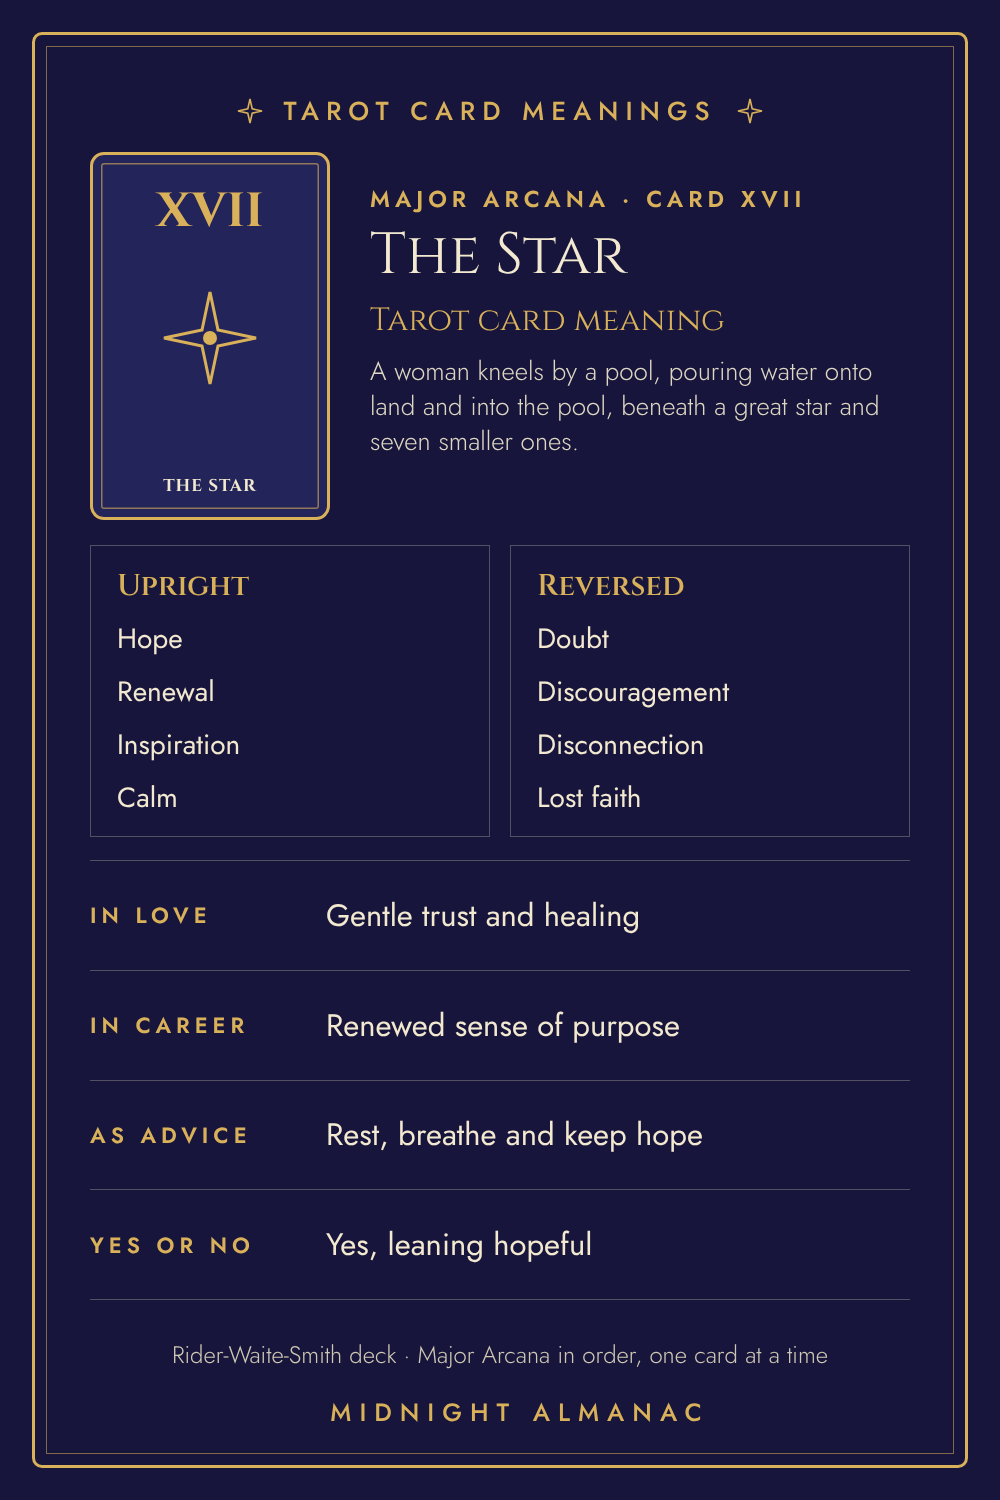 TAROT CARD MEANINGS
XVII
THE STAR
MAJOR ARCANA · CARD XVII
THE STAR
TAROT CARD MEANING
A woman kneels by a pool, pouring water onto
land and into the pool, beneath a great star and
seven smaller ones.
UPRIGHT
Hope
Renewal
Inspiration
Calm
REVERSED
Doubt
Discouragement
Disconnection
Lost faith
IN LOVE Gentle trust and healing
IN CAREER Renewed sense of purpose
AS ADVICE Rest, breathe and keep hope
YES OR NO Yes, leaning hopeful
Rider-Waite-Smith deck · Major Arcana in order, one card at a time
MIDNIGHT ALMANAC